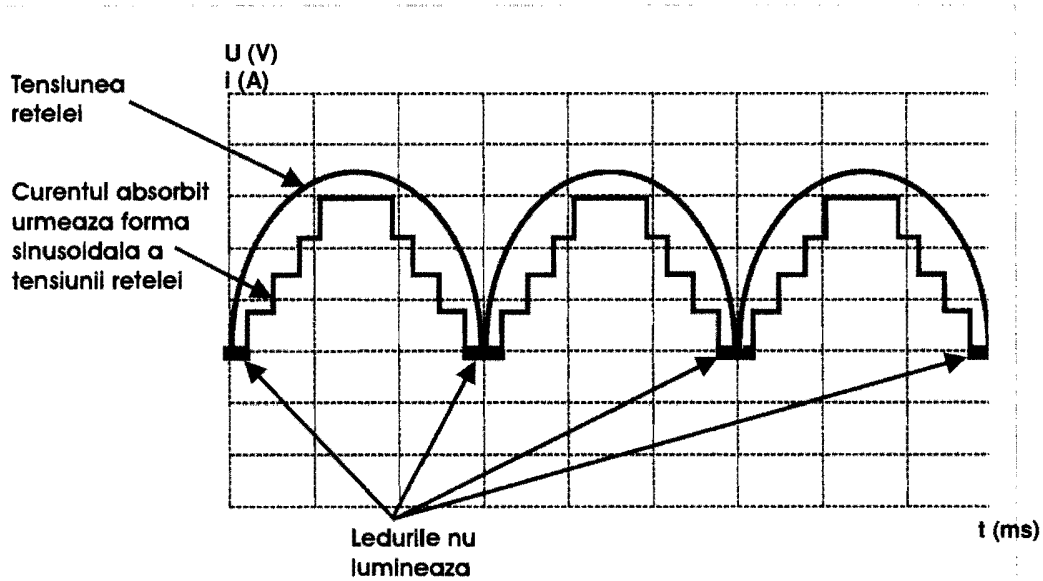 U (V)
i (A)
Tensiunea
retelei
Curentul absorbit
urmeaza forma
sinusoidala a
tensiunii retelei
t (ms)
Ledurile nu
lumineaza